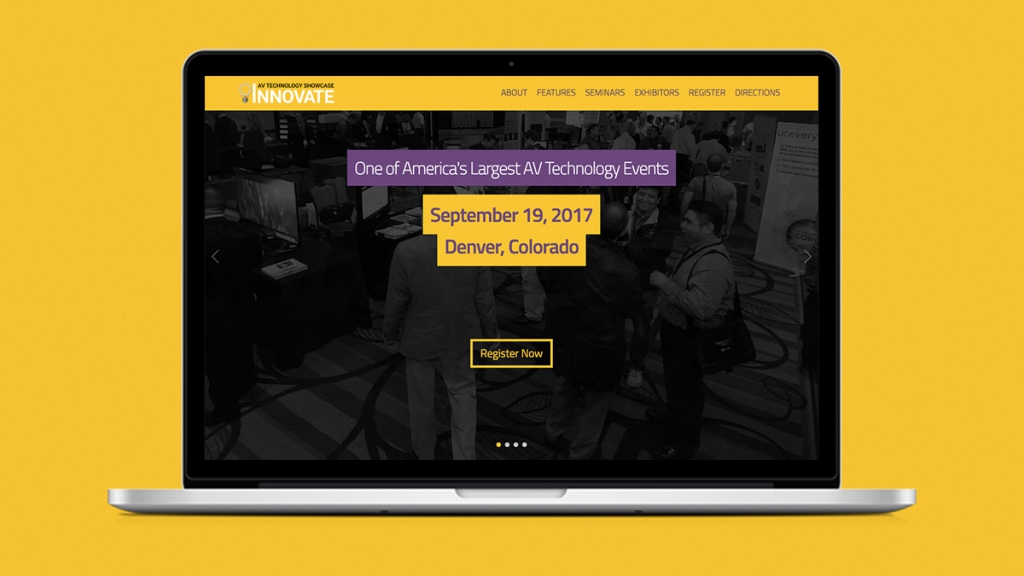 AV TECHNOLOGY SHOWCASE
INNOVATE
ABOUT FEATURES SEMINARS EXHIBITORS REGISTER DIRECTIONS
One of America's Largest AV Technology Events
September 19, 2017
Denver, Colorado
Register Now